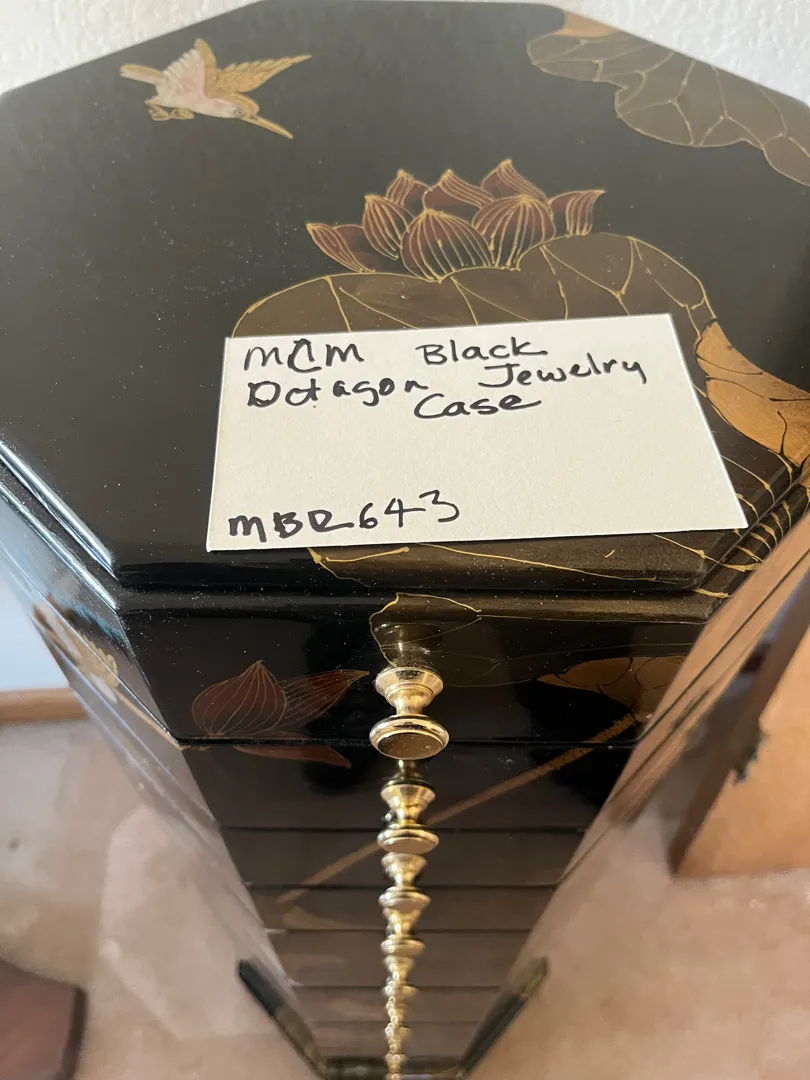 MCM Black
Octagon Jewelry
Case
MBR643